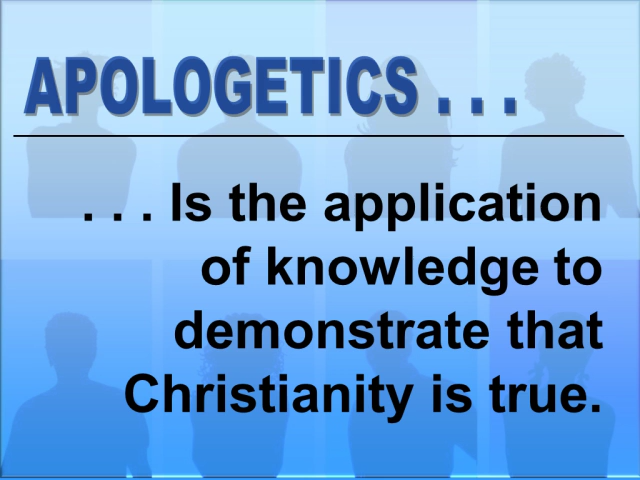 APOLOGETICS . . .
. . . Is the application
of knowledge to
demonstrate that
Christianity is true.